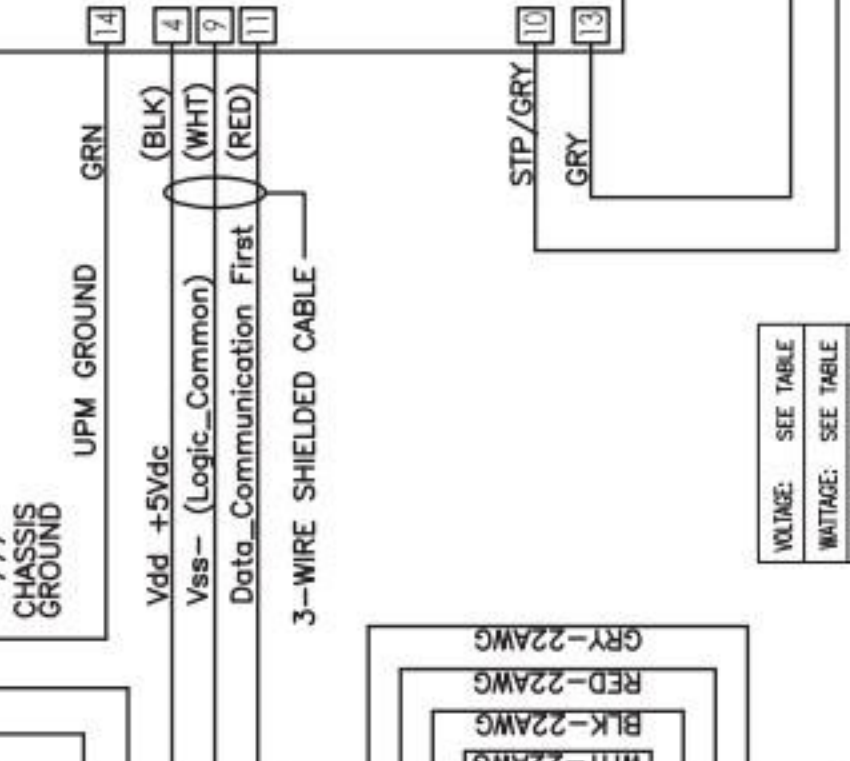 14
4
9
11
10
13
GRN
(BLK)
(WHT)
(RED)
STP/GRY
GRY
CHASSIS
GROUND
UPM GROUND
Vdd +5Vdc
Vss- (Logic_Common)
Data_Communication First
3-WIRE SHIELDED CABLE
VOLTAGE: SEE TABLE
WATTAGE: SEE TABLE
GRY-22AWG
RED-22AWG
BLK-22AWG